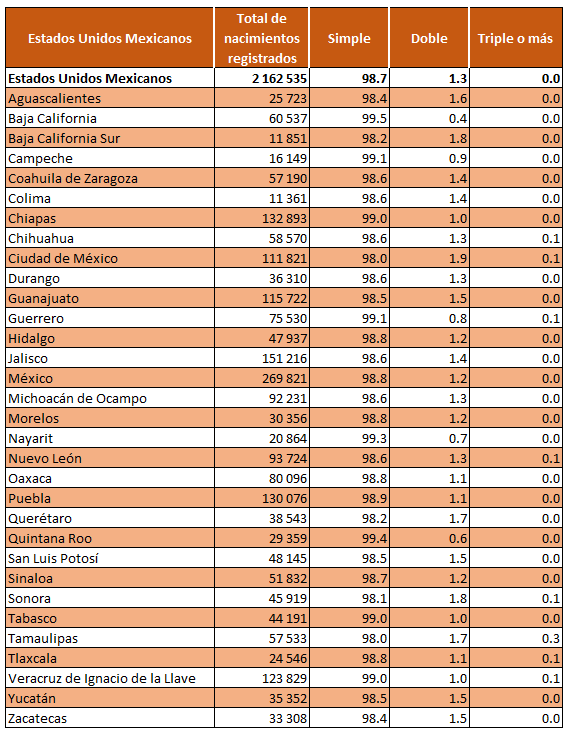 Estados Unidos Mexicanos Total de nacimientos registrados Simple Doble Triple o más
Estados Unidos Mexicanos 2 162 535 98.7 1.3 0.0
Aguascalientes 25 723 98.4 1.6 0.0
Baja California 60 537 99.5 0.4 0.0
Baja California Sur 11 851 98.2 1.8 0.0
Campeche 16 149 99.1 0.9 0.0
Coahuila de Zaragoza 57 190 98.6 1.4 0.0
Colima 11 361 98.6 1.4 0.0
Chiapas 132 893 99.0 1.0 0.0
Chihuahua 58 570 98.6 1.3 0.1
Ciudad de México 111 821 98.0 1.9 0.1
Durango 36 310 98.6 1.3 0.0
Guanajuato 115 722 98.5 1.5 0.0
Guerrero 75 530 99.1 0.8 0.1
Hidalgo 47 937 98.8 1.2 0.0
Jalisco 151 216 98.6 1.4 0.0
México 269 821 98.8 1.2 0.0
Michoacán de Ocampo 92 231 98.6 1.3 0.0
Morelos 30 356 98.8 1.2 0.0
Nayarit 20 864 99.3 0.7 0.0
Nuevo León 93 724 98.6 1.3 0.1
Oaxaca 80 096 98.8 1.1 0.0
Puebla 130 076 98.9 1.1 0.0
Querétaro 38 543 98.2 1.7 0.0
Quintana Roo 29 359 99.4 0.6 0.0
San Luis Potosí 48 145 98.5 1.5 0.0
Sinaloa 51 832 98.7 1.2 0.0
Sonora 45 919 98.1 1.8 0.1
Tabasco 44 191 99.0 1.0 0.0
Tamaulipas 57 533 98.0 1.7 0.3
Tlaxcala 24 546 98.8 1.1 0.1
Veracruz de Ignacio de la Llave 123 829 99.0 1.0 0.1
Yucatán 35 352 98.5 1.5 0.0
Zacatecas 33 308 98.4 1.5 0.0